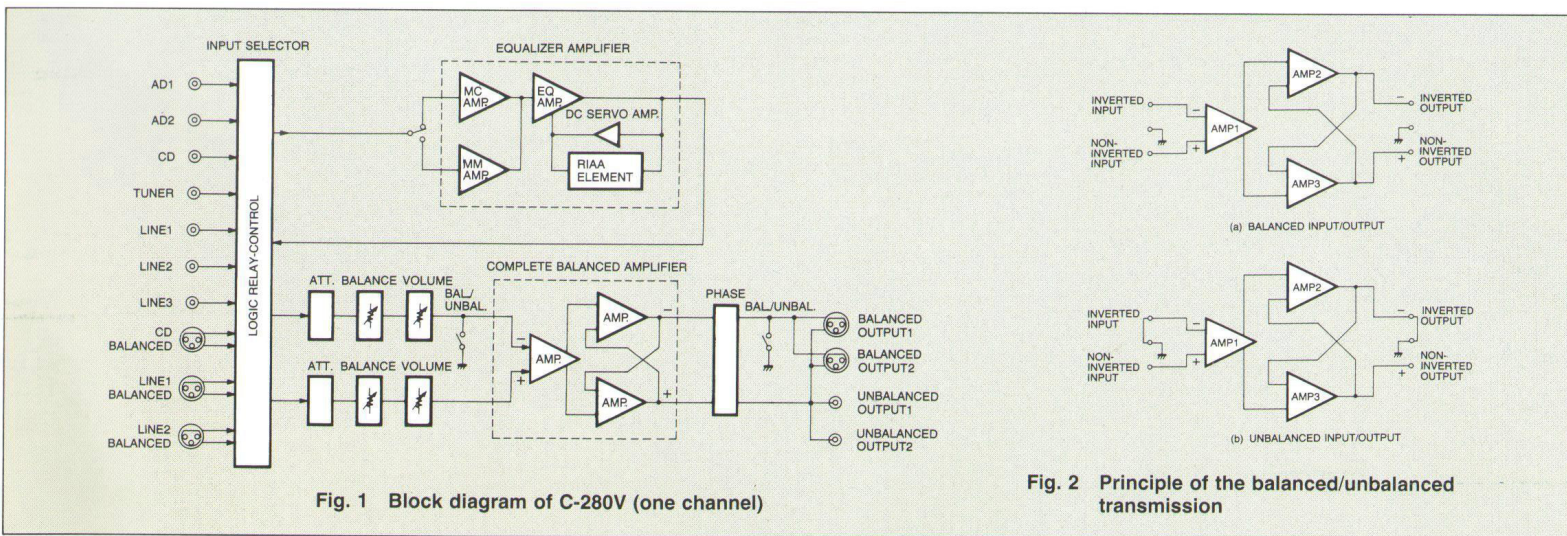 INPUT SELECTOR
AD1
AD2
CD
TUNER
LINE1
LINE2
LINE3
CD
BALANCED
LINE1
BALANCED
LINE2
BALANCED
LOGIC RELAY-CONTROL
EQUALIZER AMPLIFIER
MC
AMP.
EQ
AMP.
DC SERVO AMP.
MM
AMP.
RIAA
ELEMENT
ATT. BALANCE VOLUME
BAL./
UNBAL.
ATT. BALANCE VOLUME
COMPLETE BALANCED AMPLIFIER
AMP.
−
AMP.
−
+
AMP.
+
PHASE
BAL./UNBAL.
BALANCED
OUTPUT1
BALANCED
OUTPUT2
UNBALANCED
OUTPUT1
UNBALANCED
OUTPUT2
Fig. 1 Block diagram of C-280V (one channel)
INVERTED
INPUT
NON-
INVERTED
INPUT
−
+
AMP1
AMP2
AMP3
−
INVERTED
OUTPUT
NON-
INVERTED
OUTPUT
+
(a) BALANCED INPUT/OUTPUT
INVERTED
INPUT
NON-
INVERTED
INPUT
−
+
AMP1
AMP2
AMP3
−
INVERTED
OUTPUT
NON-
INVERTED
OUTPUT
+
(b) UNBALANCED INPUT/OUTPUT
Fig. 2 Principle of the balanced/unbalanced
transmission